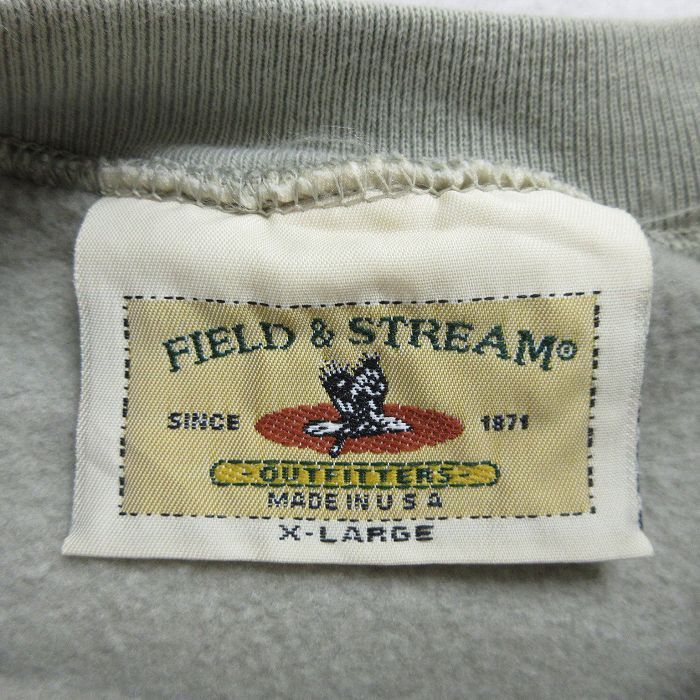 FIELD & STREAM®
SINCE 1871
OUTFITTERS
MADE IN U S A
X-LARGE